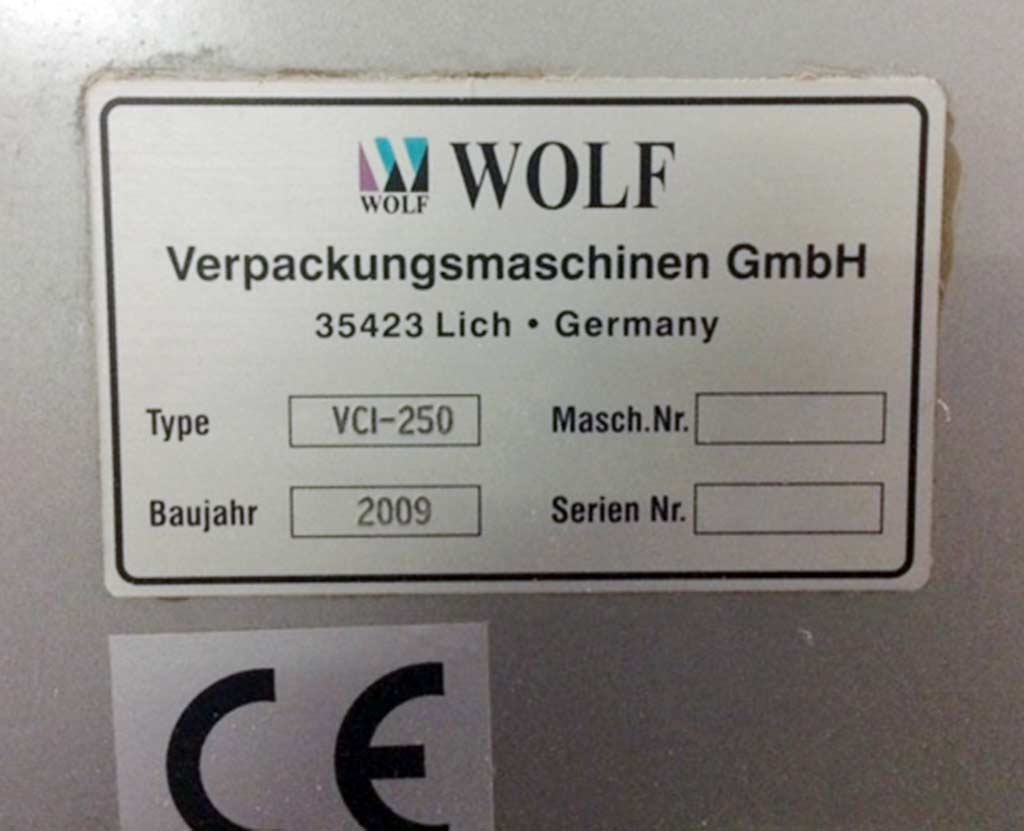 WOLF WOLF
Verpackungsmaschinen GmbH
35423 Lich • Germany
Type VCI-250 Masch.Nr.
Baujahr 2009 Serien Nr.
CE